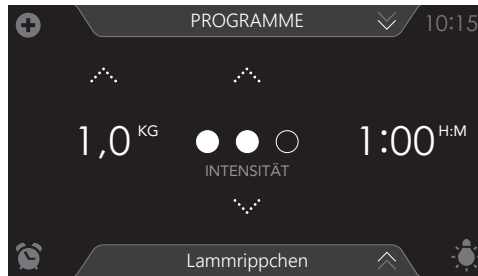 PROGRAMME 10:15
1,0 KG 1:00 H:M
INTENSITÄT
Lammrippchen